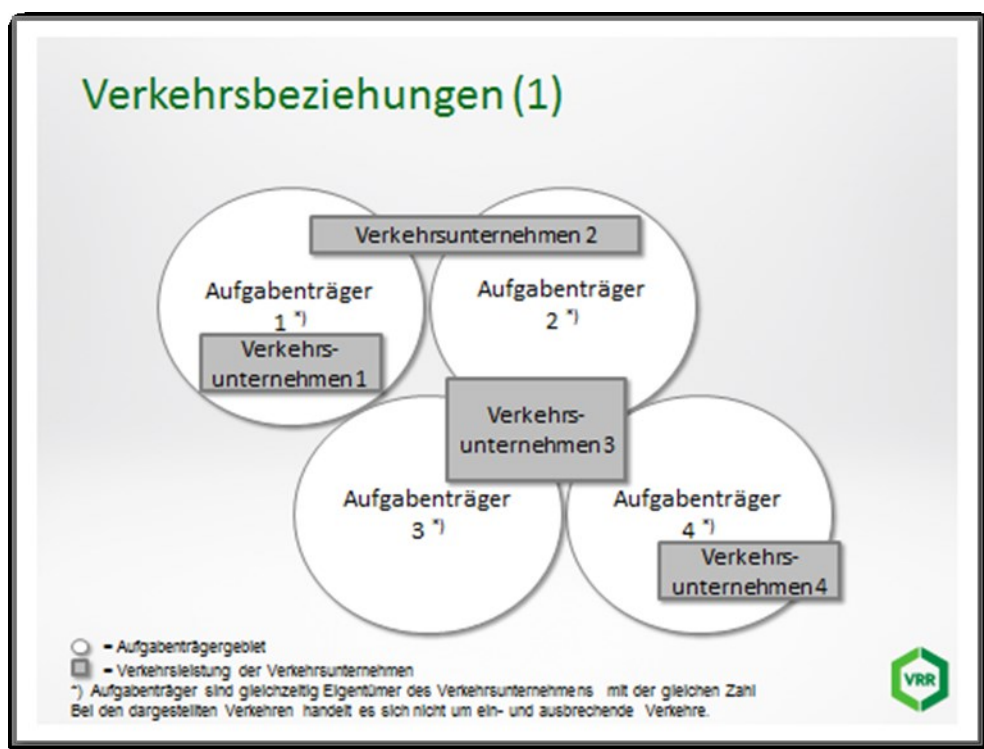 Verkehrsbeziehungen (1)
Verkehrsunternehmen 2
Aufgabenträger
1 *)
Verkehrs-
unternehmen 1
Aufgabenträger
2 *)
Verkehrs-
unternehmen 3
Aufgabenträger
3 *)
Aufgabenträger
4 *)
Verkehrs-
unternehmen 4
= Aufgabenträgergebiet
= Verkehrsleistung der Verkehrsunternehmen
*) Aufgabenträger sind gleichzeitig Eigentümer des Verkehrsunternehmens mit der gleichen Zahl
Bei den dargestellten Verkehren handelt es sich nicht um ein- und ausbrechende Verkehre.
VRR